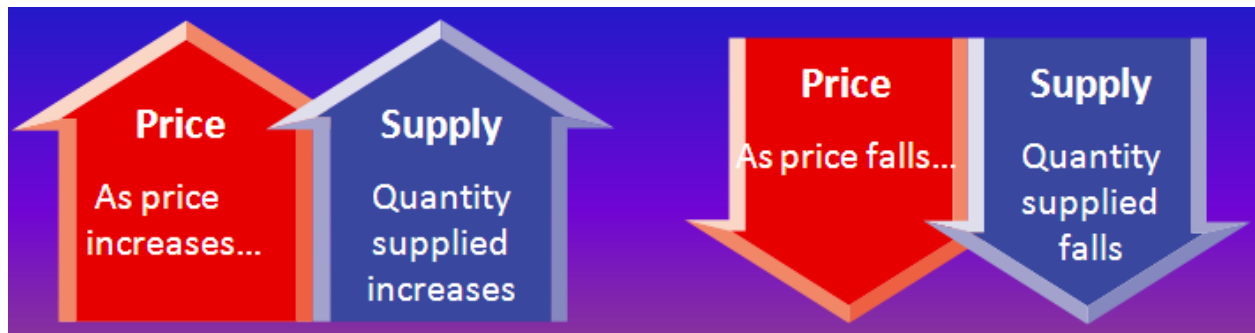 Price
As price
increases...
Supply
Quantity
supplied
increases
Price
As price falls...
Supply
Quantity
supplied
falls